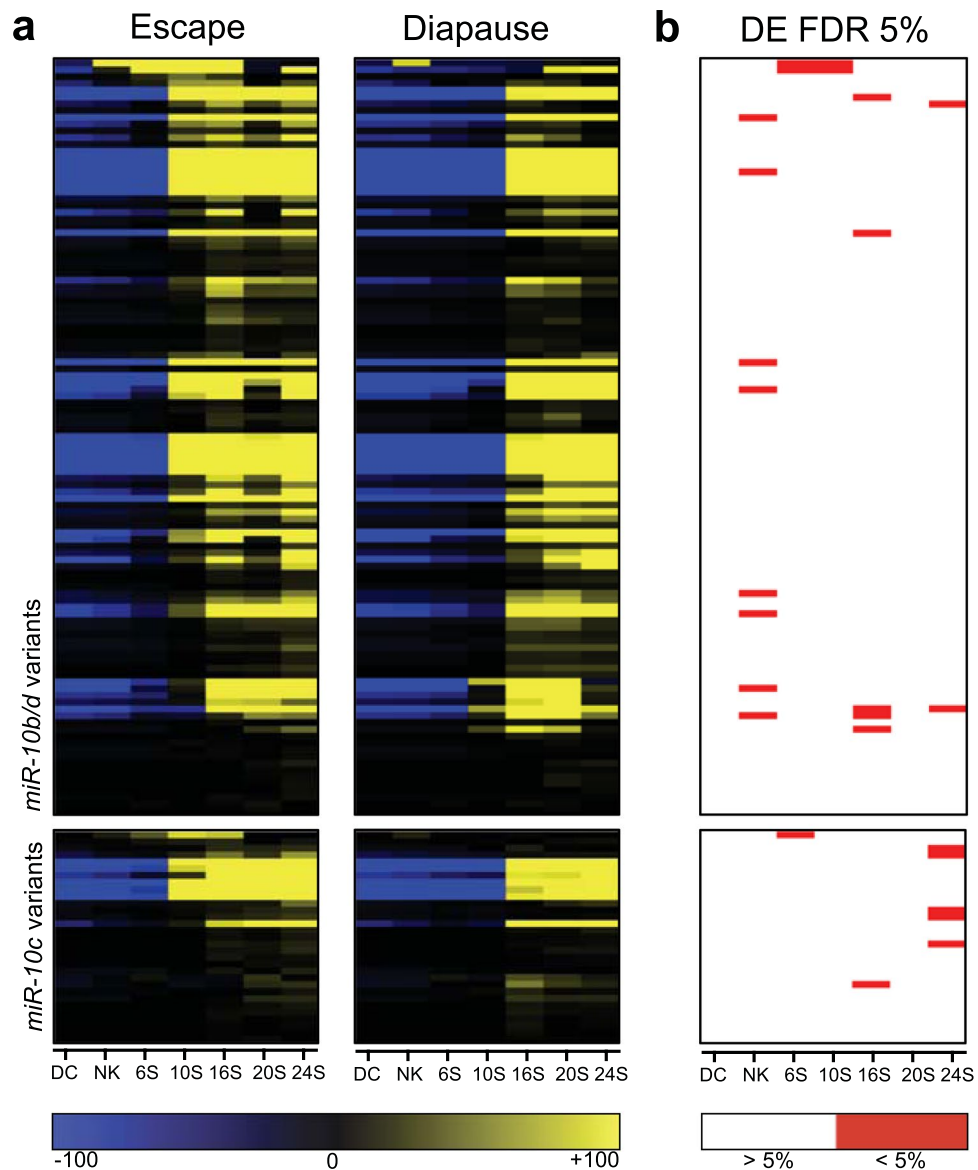 a Escape Diapause b DE FDR 5%
miR-10b/d variants
miR-10c variants
DC NK 6S 10S 16S 20S 24S DC NK 6S 10S 16S 20S 24S DC NK 6S 10S 16S 20S 24S
-100 0 +100 > 5% < 5%